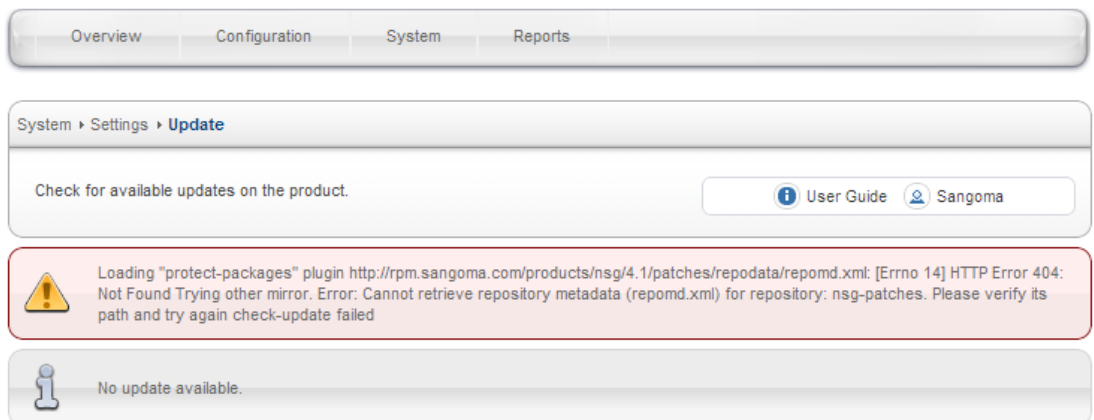 Overview Configuration System Reports
System ▸ Settings ▸ Update
Check for available updates on the product.
User Guide Sangoma
Loading "protect-packages" plugin http://rpm.sangoma.com/products/nsg/4.1/patches/repodata/repomd.xml: [Errno 14] HTTP Error 404:
Not Found Trying other mirror. Error: Cannot retrieve repository metadata (repomd.xml) for repository: nsg-patches. Please verify its
path and try again check-update failed
No update available.